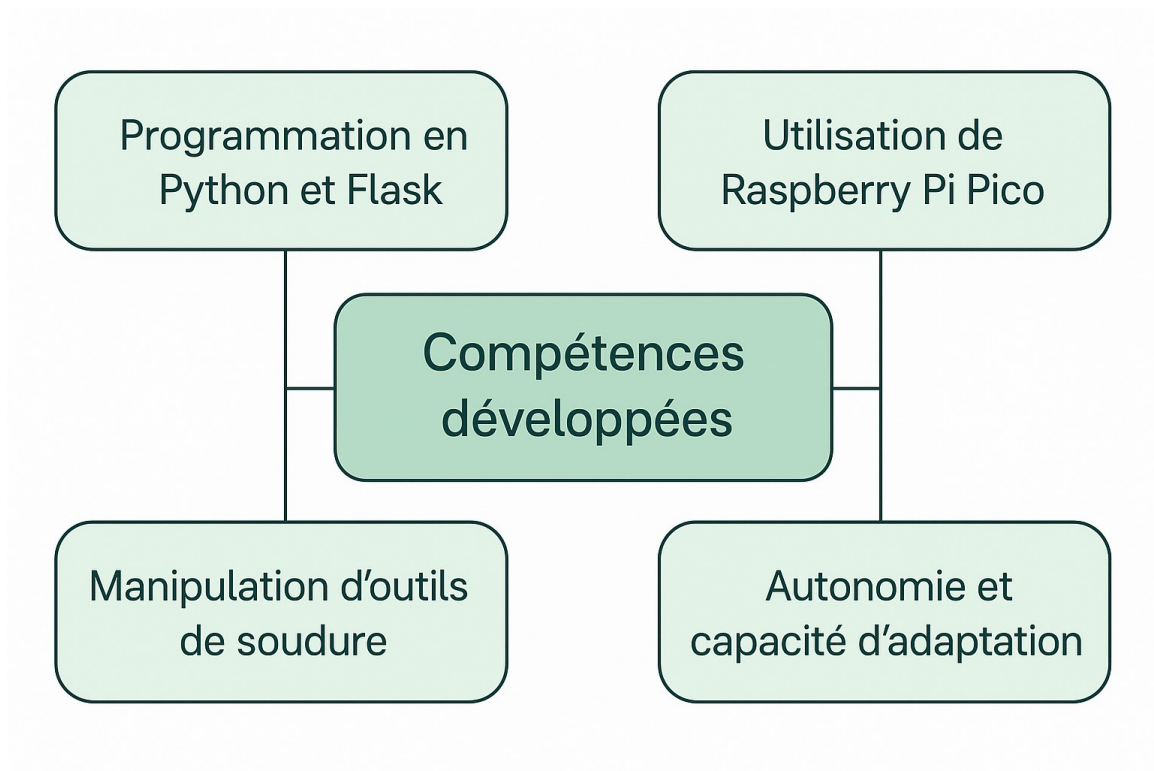 Programmation en
Python et Flask
Utilisation de
Raspberry Pi Pico
Compétences
développées
Manipulation d’outils
de soudure
Autonomie et
capacité d’adaptation